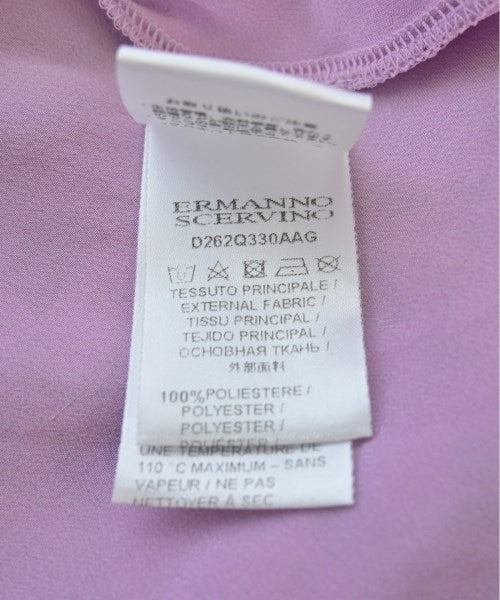 ERMANNO
SCERVINO
D262Q330AAG
TESSUTO PRINCIPALE /
EXTERNAL FABRIC /
TISSU PRINCIPAL /
TEJIDO PRINCIPAL /
ОСНОВНАЯ ТКАНЬ /
外部面料
100%POLIESTERE /
POLYESTER /
POLYESTER /
UNE TEMPÉRATURE DE
110 °C MAXIMUM – SANS
VAPEUR / NE PAS
NETTOYER À SEC